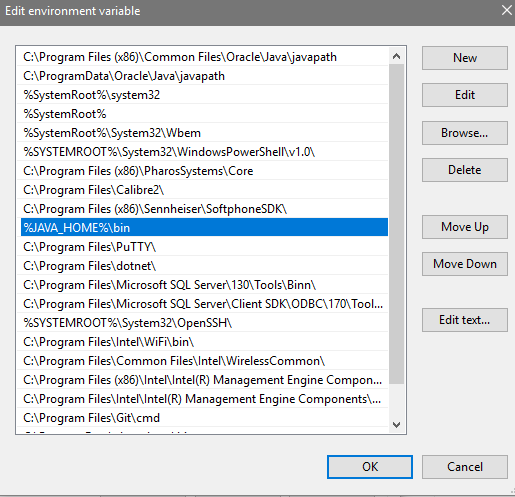 Edit environment variable
C:\Program Files (x86)\Common Files\Oracle\Java\javapath
C:\ProgramData\Oracle\Java\javapath
%SystemRoot%\system32
%SystemRoot%
%SystemRoot%\System32\Wbem
%SYSTEMROOT%\System32\WindowsPowerShell\v1.0\
C:\Program Files (x86)\PharosSystems\Core
C:\Program Files\Calibre2\
C:\Program Files (x86)\Sennheiser\SoftphoneSDK\
%JAVA_HOME%\bin
C:\Program Files\PuTTY\
C:\Program Files\dotnet\
C:\Program Files\Microsoft SQL Server\130\Tools\Binn\
C:\Program Files\Microsoft SQL Server\Client SDK\ODBC\170\Tool...
%SYSTEMROOT%\System32\OpenSSH\
C:\Program Files\Intel\WiFi\bin\
C:\Program Files\Common Files\Intel\WirelessCommon\
C:\Program Files (x86)\Intel\Intel(R) Management Engine Compon...
C:\Program Files\Intel\Intel(R) Management Engine Components\...
C:\Program Files\Git\cmd
New
Edit
Browse...
Delete
Move Up
Move Down
Edit text...
OK
Cancel